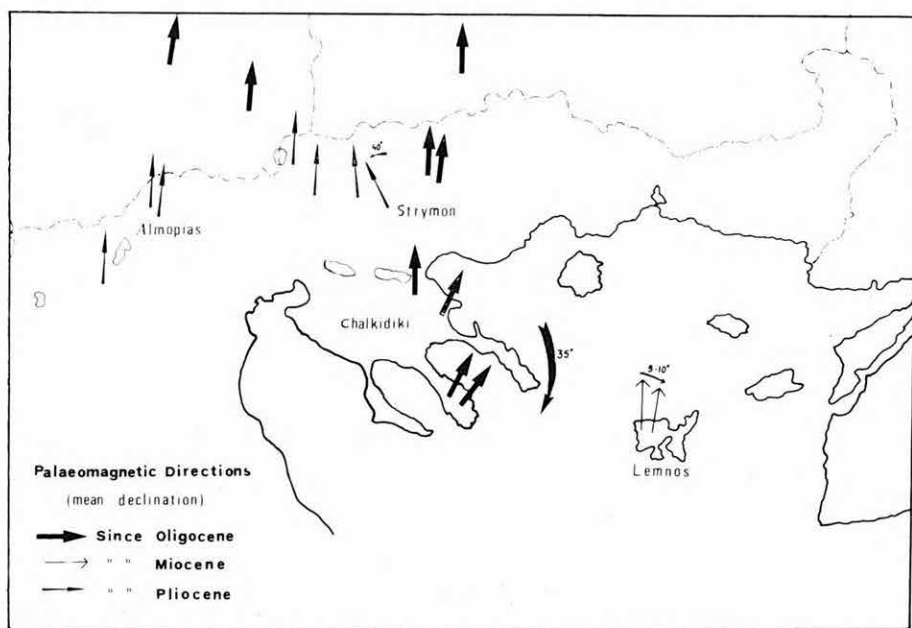 40°
Strymon
Almopias
Chalkidiki
35°
5-10°
Lemnos
Palaeomagnetic Directions
(mean declination)
Since Oligocene
" " Miocene
" " Pliocene